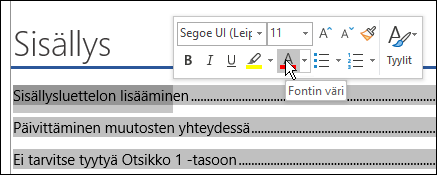 Sisällys
Segoe UI (Leip
11
A A A
Tyylit
B I U A
Fontin väri
Sisällysluettelon lisääminen
Päivittäminen muutosten yhteydessä
Ei tarvitse tyytyä Otsikko 1 -tasoon